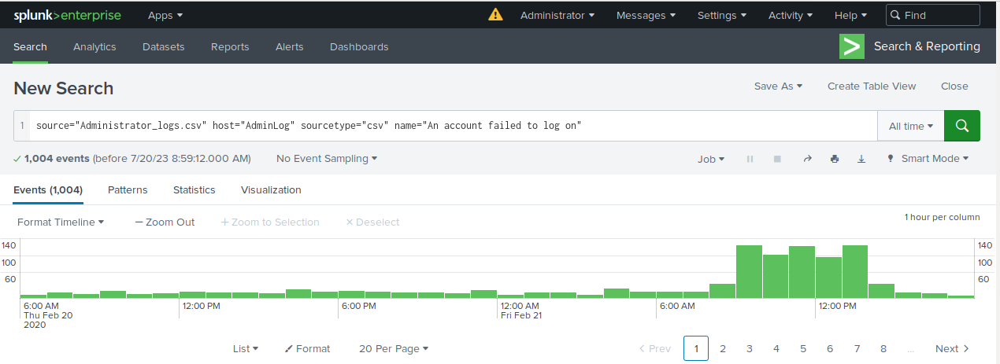 splunk>enterprise Apps Administrator Messages Settings Activity Help Find
Search Analytics Datasets Reports Alerts Dashboards > Search & Reporting
New Search Save As Create Table View Close
1 source="Administrator_logs.csv" host="AdminLog" sourcetype="csv" name="An account failed to log on" All time
1,004 events (before 7/20/23 8:59:12.000 AM) No Event Sampling Job Smart Mode
Events (1,004) Patterns Statistics Visualization
Format Timeline — Zoom Out + Zoom to Selection × Deselect 1 hour per column
140 140
100 100
60 60
6:00 AM 12:00 PM 6:00 PM 12:00 AM 6:00 AM 12:00 PM
Thu Feb 20 Fri Feb 21
2020
List Format 20 Per Page < Prev 1 2 3 4 5 6 7 8 ... Next >